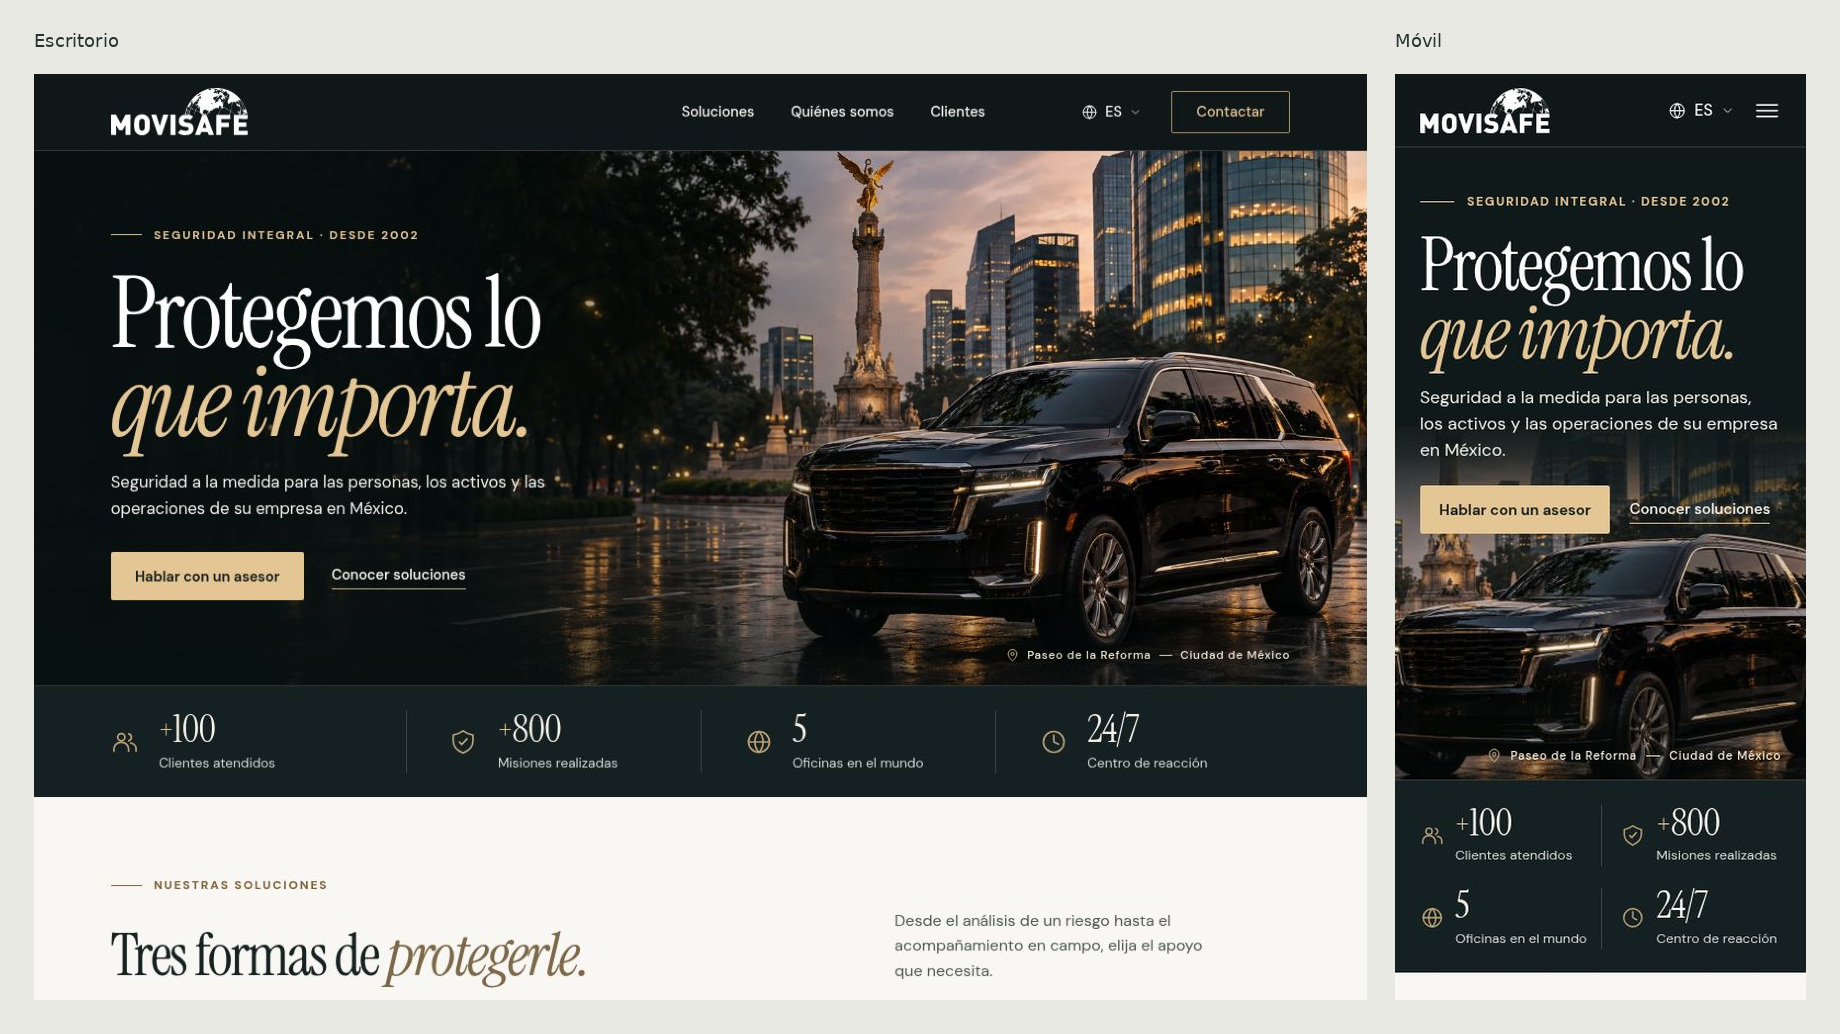 Escritorio
MOVISAFE
Soluciones
Quiénes somos
Clientes
ES
Contactar
SEGURIDAD INTEGRAL · DESDE 2002
Protegemos lo
que importa.
Seguridad a la medida para las personas, los activos y las
operaciones de su empresa en México.
Hablar con un asesor
Conocer soluciones
Paseo de la Reforma — Ciudad de México
+100
Clientes atendidos
+800
Misiones realizadas
5
Oficinas en el mundo
24/7
Centro de reacción
NUESTRAS SOLUCIONES
Tres formas de protegerle.
Desde el análisis de un riesgo hasta el
acompañamiento en campo, elija el apoyo
que necesita.
Móvil
MOVISAFE
ES
SEGURIDAD INTEGRAL · DESDE 2002
Protegemos lo
que importa.
Seguridad a la medida para las personas,
los activos y las operaciones de su empresa
en México.
Hablar con un asesor
Conocer soluciones
Paseo de la Reforma — Ciudad de México
+100
Clientes atendidos
+800
Misiones realizadas
5
Oficinas en el mundo
24/7
Centro de reacción